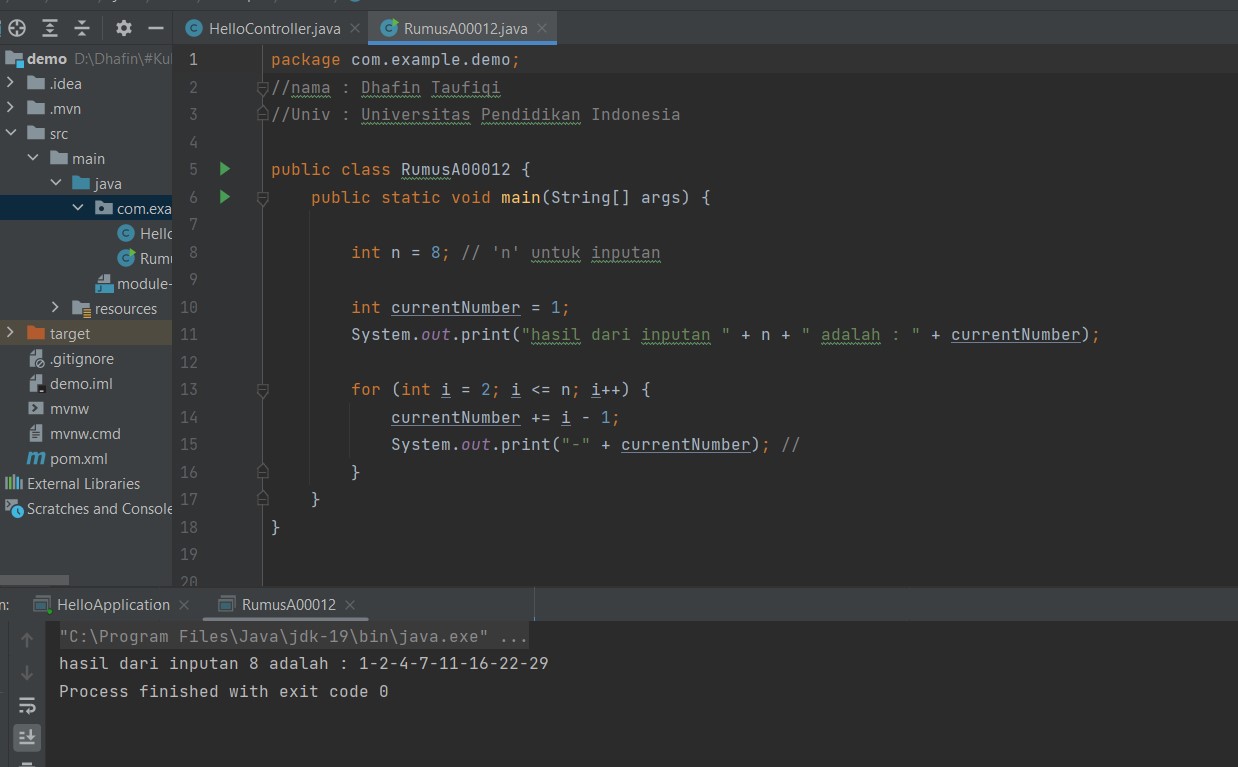 HelloController.java
RumusA00012.java
demo D:\Dhafin\#Kul
.idea
.mvn
src
main
java
com.exa
Hello
Rumu
module-
resources
target
.gitignore
demo.iml
mvnw
mvnw.cmd
pom.xml
External Libraries
Scratches and Console
1 package com.example.demo;
2 //nama : Dhafin Taufiqi
3 //Univ : Universitas Pendidikan Indonesia
4
5 public class RumusA00012 {
6 public static void main(String[] args) {
7
8 int n = 8; // 'n' untuk inputan
9
10 int currentNumber = 1;
11 System.out.print("hasil dari inputan " + n + " adalah : " + currentNumber);
12
13 for (int i = 2; i <= n; i++) {
14 currentNumber += i - 1;
15 System.out.print("-" + currentNumber); //
16 }
17 }
18 }
19
20
n: HelloApplication RumusA00012
"C:\Program Files\Java\jdk-19\bin\java.exe" ...
hasil dari inputan 8 adalah : 1-2-4-7-11-16-22-29
Process finished with exit code 0